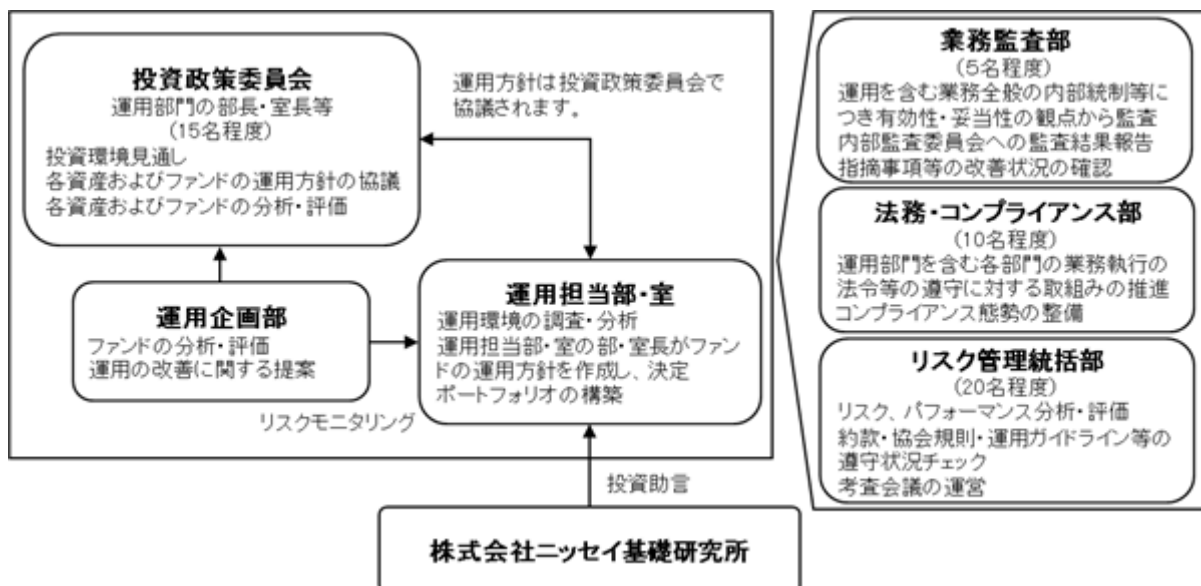 投資政策委員会
運用部門の部長・室長等
(15名程度)
投資環境見通し
各資産およびファンドの運用方針の協議
各資産およびファンドの分析・評価
運用方針は投資政策委員会で
協議されます。
運用企画部
ファンドの分析・評価
運用の改善に関する提案
リスクモニタリング
運用担当部・室
運用環境の調査・分析
運用担当部・室の部・室長がファン
ドの運用方針を作成し、決定
ポートフォリオの構築
投資助言
株式会社ニッセイ基礎研究所
業務監査部
(5名程度)
運用を含む業務全般の内部統制等に
つき有効性・妥当性の観点から監査
内部監査委員会への監査結果報告
指摘事項等の改善状況の確認
法務・コンプライアンス部
(10名程度)
運用部門を含む各部門の業務執行の
法令等の遵守に対する取組みの推進
コンプライアンス態勢の整備
リスク管理統括部
(20名程度)
リスク、パフォーマンス分析・評価
約款・協会規則・運用ガイドライン等の
遵守状況チェック
考査会議の運営